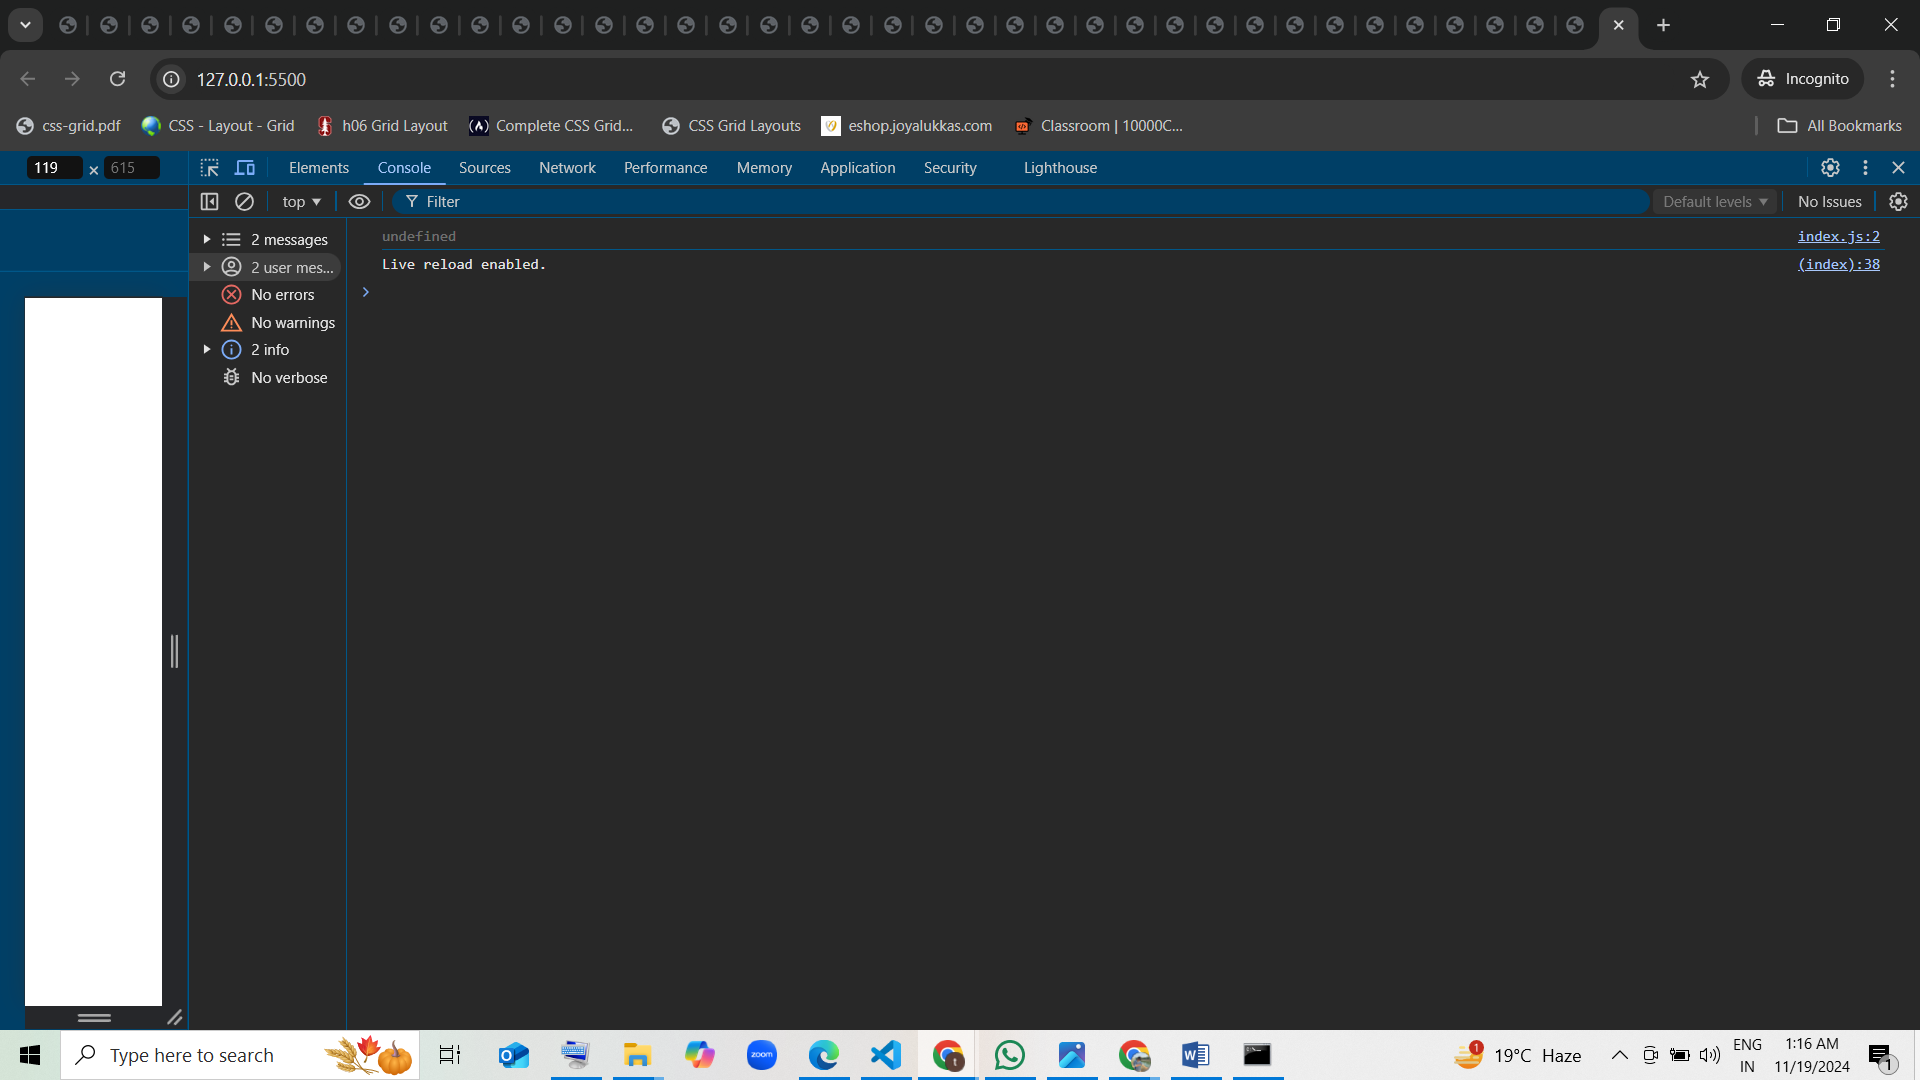 127.0.0.1:5500
Incognito
css-grid.pdf
CSS - Layout - Grid
h06 Grid Layout
Complete CSS Grid...
CSS Grid Layouts
eshop.joyalukkas.com
Classroom | 10000C...
All Bookmarks
119 × 615
Elements Console Sources Network Performance Memory Application Security Lighthouse
top Filter Default levels No Issues
2 messages
2 user mes...
No errors
No warnings
2 info
No verbose
undefined index.js:2
Live reload enabled. (index):38
Type here to search
zoom
1
19°C Haze
ENG
IN
1:16 AM
11/19/2024
1